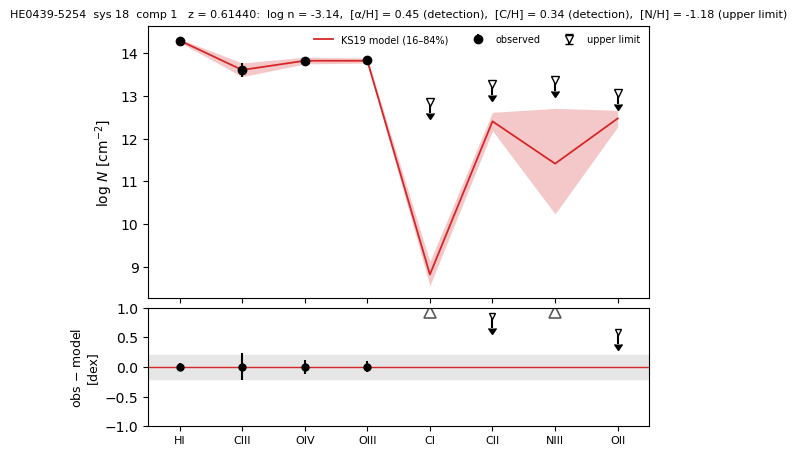 HE0439-5254  sys 18  comp 1   z = 0.61440:  log n = -3.14,  [α/H] = 0.45 (detection),  [C/H] = 0.34 (detection),  [N/H] = -1.18 (upper limit)
KS19 model (16–84%)
observed
upper limit
14
13
12
11
10
9
log N [cm⁻²]
1.0
0.5
0.0
−0.5
−1.0
obs − model
[dex]
HI
CIII
OIV
OIII
CI
CII
NIII
OII